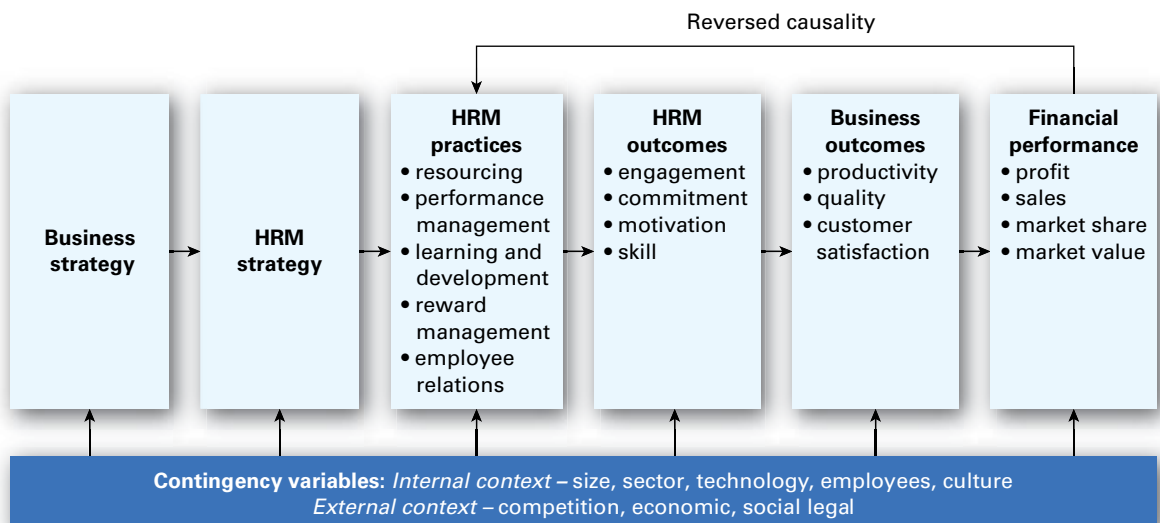 Reversed causality
Business
strategy
HRM
strategy
HRM
practices
• resourcing
• performance
management
• learning and
development
• reward
management
• employee
relations
HRM
outcomes
• engagement
• commitment
• motivation
• skill
Business
outcomes
• productivity
• quality
• customer
satisfaction
Financial
performance
• profit
• sales
• market share
• market value
Contingency variables: Internal context – size, sector, technology, employees, culture
External context – competition, economic, social legal